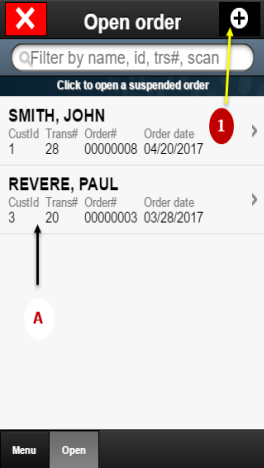 Open order
Filter by name, id, trs#, scan
Click to open a suspended order
SMITH, JOHN
CustId Trans# Order# Order date
1 28 00000008 04/20/2017
1
REVERE, PAUL
CustId Trans# Order# Order date
3 20 00000003 03/28/2017
A
Menu Open